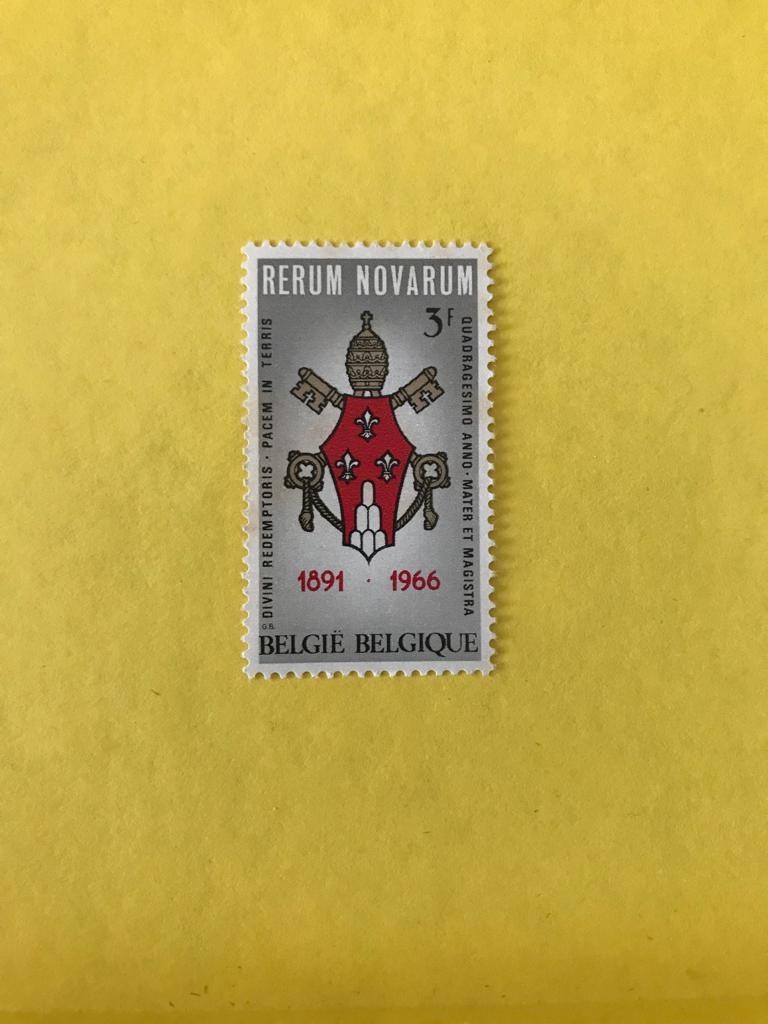 RERUM NOVARUM
3F
DIVINI REDEMPTORIS · PACEM IN TERRIS
QUADRAGESIMO ANNO · MATER ET MAGISTRA
1891 · 1966
G.B.
BELGIË BELGIQUE